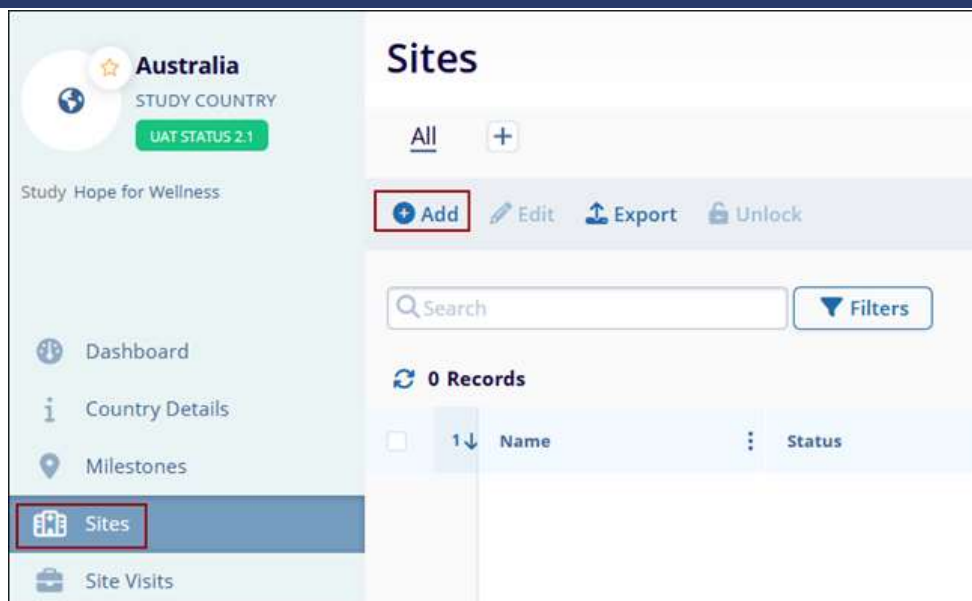 Australia
STUDY COUNTRY
UAT STATUS 2.1
Study Hope for Wellness
Dashboard
Country Details
Milestones
Sites
Site Visits
Sites
All
Add Edit Export Unlock
Search Filters
0 Records
1 Name Status